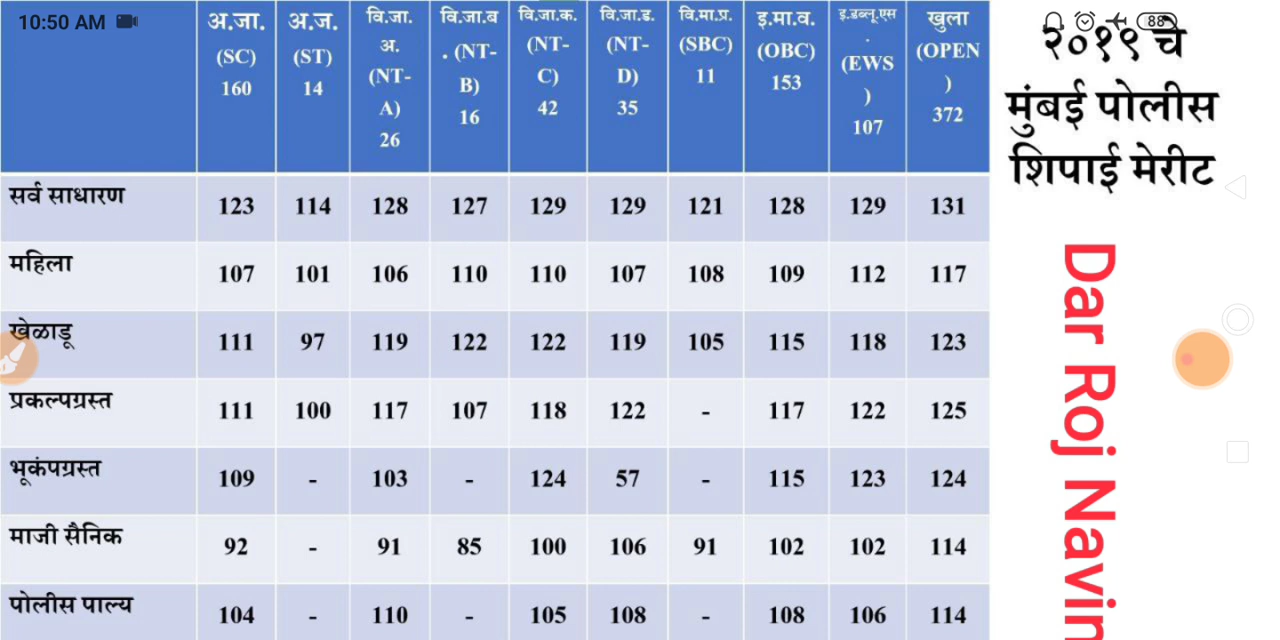 10:50 AM
88
अ.जा. (SC) 160
अ.ज. (ST) 14
वि.जा.अ. (NT-A) 26
वि.जा.ब. (NT-B) 16
वि.जा.क. (NT-C) 42
वि.जा.ड. (NT-D) 35
वि.मा.प्र. (SBC) 11
इ.मा.व. (OBC) 153
इ.डब्लू.एस. (EWS) 107
खुला (OPEN) 372
सर्व साधारण 123 114 128 127 129 129 121 128 129 131
महिला 107 101 106 110 110 107 108 109 112 117
खेळाडू 111 97 119 122 122 119 105 115 118 123
प्रकल्पग्रस्त 111 100 117 107 118 122 - 117 122 125
भूकंपग्रस्त 109 - 103 - 124 57 - 115 123 124
माजी सैनिक 92 - 91 85 100 106 91 102 102 114
पोलीस पाल्य 104 - 110 - 105 108 - 108 106 114
२०१९ चे
मुंबई पोलीस
शिपाई मेरीट
Dar Roj Navin